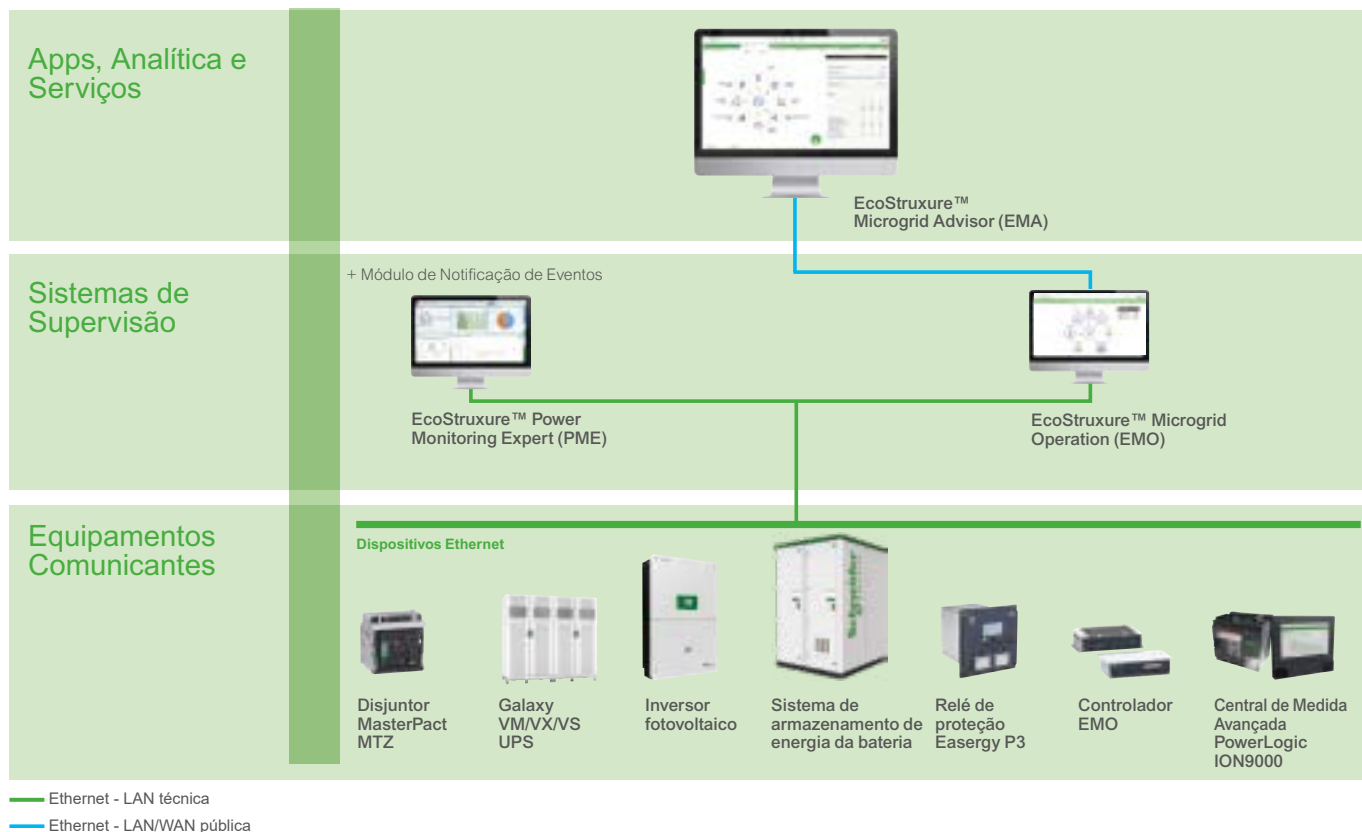 Apps, Analítica e
Serviços
EcoStruxure™
Microgrid Advisor (EMA)
Sistemas de
Supervisão
+ Módulo de Notificação de Eventos
EcoStruxure™ Power
Monitoring Expert (PME)
EcoStruxure™ Microgrid
Operation (EMO)
Equipamentos
Comunicantes
Dispositivos Ethernet
Schneider
Disjuntor
MasterPact
MTZ
Galaxy
VM/VX/VS
UPS
Inversor
fotovoltaico
Sistema de
armazenamento de
energia da bateria
Relé de
proteção
Easergy P3
Controlador
EMO
Central de Medida
Avançada
PowerLogic
ION9000
Ethernet - LAN técnica
Ethernet - LAN/WAN pública